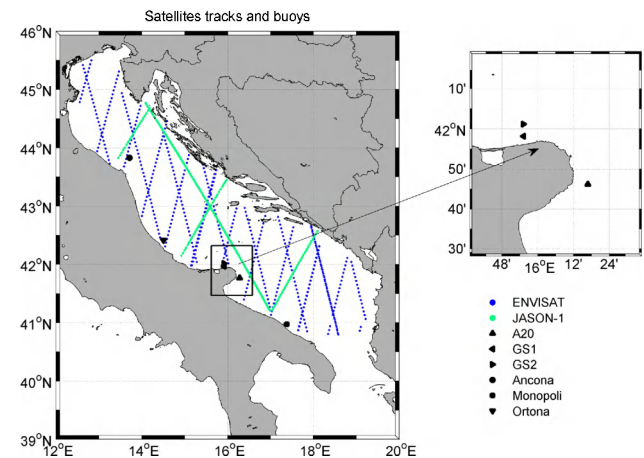 Satellites tracks and buoys
46°N
45°N
44°N
43°N
42°N
41°N
40°N
39°N
12°E
14°E
16°E
18°E
20°E
10'
42°N
50'
40'
30'
48'
16°E
12'
24'
ENVISAT
JASON-1
A20
GS1
GS2
Ancona
Monopoli
Ortona